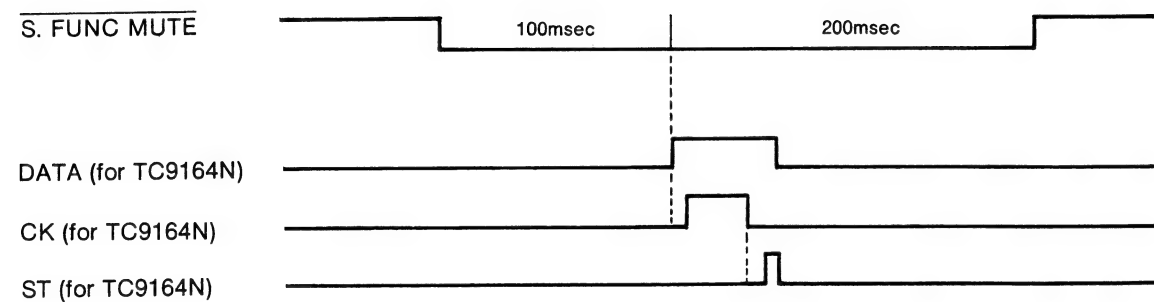 S. FUNC MUTE
100msec
200msec
DATA (for TC9164N)
CK (for TC9164N)
ST (for TC9164N)